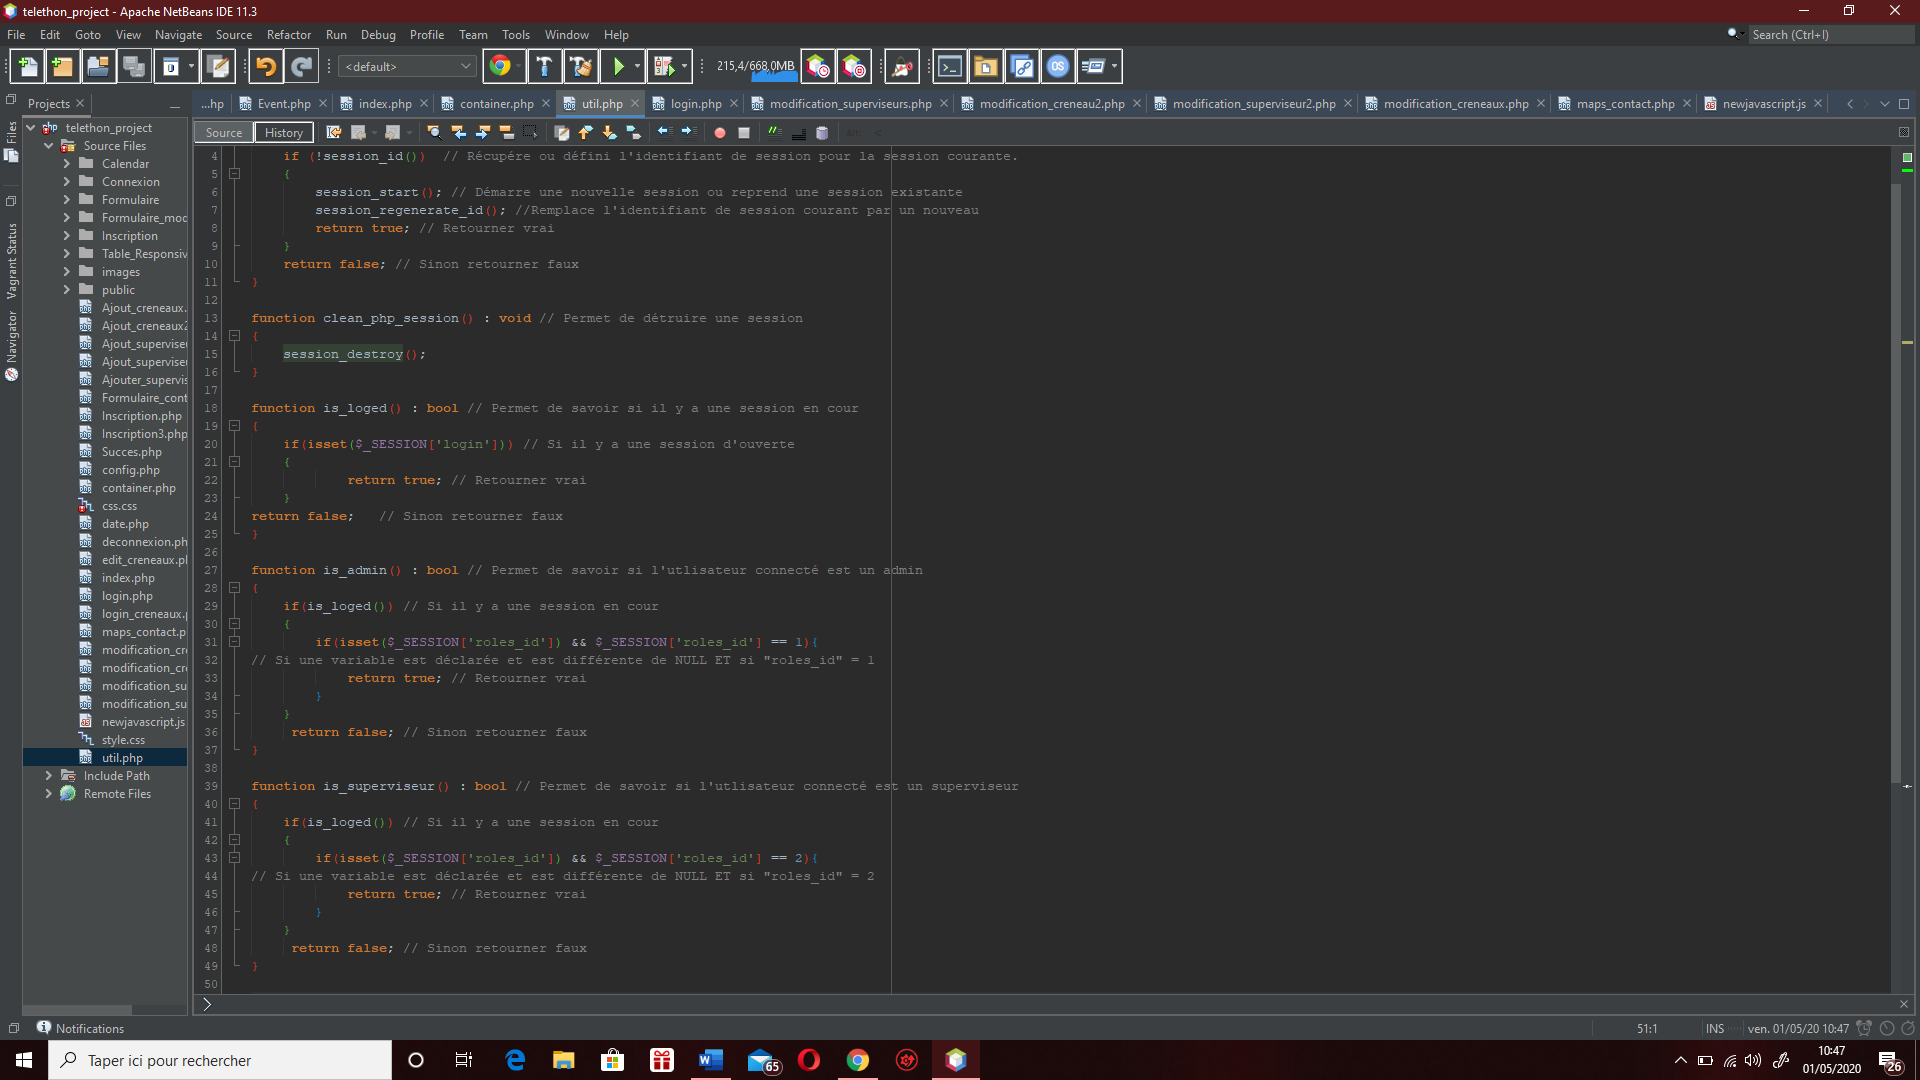 telethon_project - Apache NetBeans IDE 11.3
File Edit Goto View Navigate Source Refactor Run Debug Profile Team Tools Window Help
Search (Ctrl+I)
<default>
215,4/668,0MB
Projects
...hp
Event.php
index.php
container.php
util.php
login.php
modification_superviseurs.php
modification_creneau2.php
modification_superviseur2.php
modification_creneaux.php
maps_contact.php
newjavascript.js
Source History
Files
Vagrant Status
Navigator
telethon_project
Source Files
Calendar
Connexion
Formulaire
Formulaire_moc
Inscription
Table_Responsiv
images
public
Ajout_creneaux.
Ajout_creneaux2
Ajout_superviseu
Ajout_superviseu
Ajouter_supervis
Formulaire_cont
Inscription.php
Inscription3.php
Succes.php
config.php
container.php
css.css
date.php
deconnexion.ph
edit_creneaux.pl
index.php
login.php
login_creneaux.
maps_contact.p
modification_cr
modification_cr
modification_su
modification_su
newjavascript.js
style.css
util.php
Include Path
Remote Files
4 if (!session_id()) // Récupére ou défini l'identifiant de session pour la session courante.
5 {
6 session_start(); // Démarre une nouvelle session ou reprend une session existante
7 session_regenerate_id(); //Remplace l'identifiant de session courant par un nouveau
8 return true; // Retourner vrai
9 }
10 return false; // Sinon retourner faux
11 }
12
13 function clean_php_session() : void // Permet de détruire une session
14 {
15 session_destroy();
16 }
17
18 function is_loged() : bool // Permet de savoir si il y a une session en cour
19 {
20 if(isset($_SESSION['login'])) // Si il y a une session d'ouverte
21 {
22 return true; // Retourner vrai
23 }
24 return false; // Sinon retourner faux
25 }
26
27 function is_admin() : bool // Permet de savoir si l'utlisateur connecté est un admin
28 {
29 if(is_loged()) // Si il y a une session en cour
30 {
31 if(isset($_SESSION['roles_id']) && $_SESSION['roles_id'] == 1){
32 // Si une variable est déclarée et est différente de NULL ET si "roles_id" = 1
33 return true; // Retourner vrai
34 }
35 }
36 return false; // Sinon retourner faux
37 }
38
39 function is_superviseur() : bool // Permet de savoir si l'utlisateur connecté est un superviseur
40 {
41 if(is_loged()) // Si il y a une session en cour
42 {
43 if(isset($_SESSION['roles_id']) && $_SESSION['roles_id'] == 2){
44 // Si une variable est déclarée et est différente de NULL ET si "roles_id" = 2
45 return true; // Retourner vrai
46 }
47 }
48 return false; // Sinon retourner faux
49 }
50
Notifications
51:1 INS ven. 01/05/20 10:47
Taper ici pour rechercher
65
10:47
01/05/2020
26